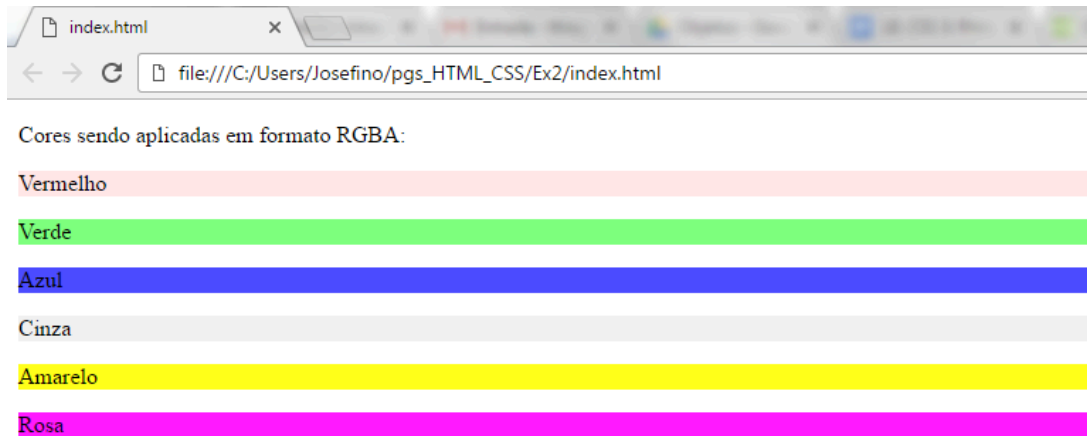 index.html
file:///C:/Users/Josefino/pgs_HTML_CSS/Ex2/index.html
Cores sendo aplicadas em formato RGBA:
Vermelho
Verde
Azul
Cinza
Amarelo
Rosa